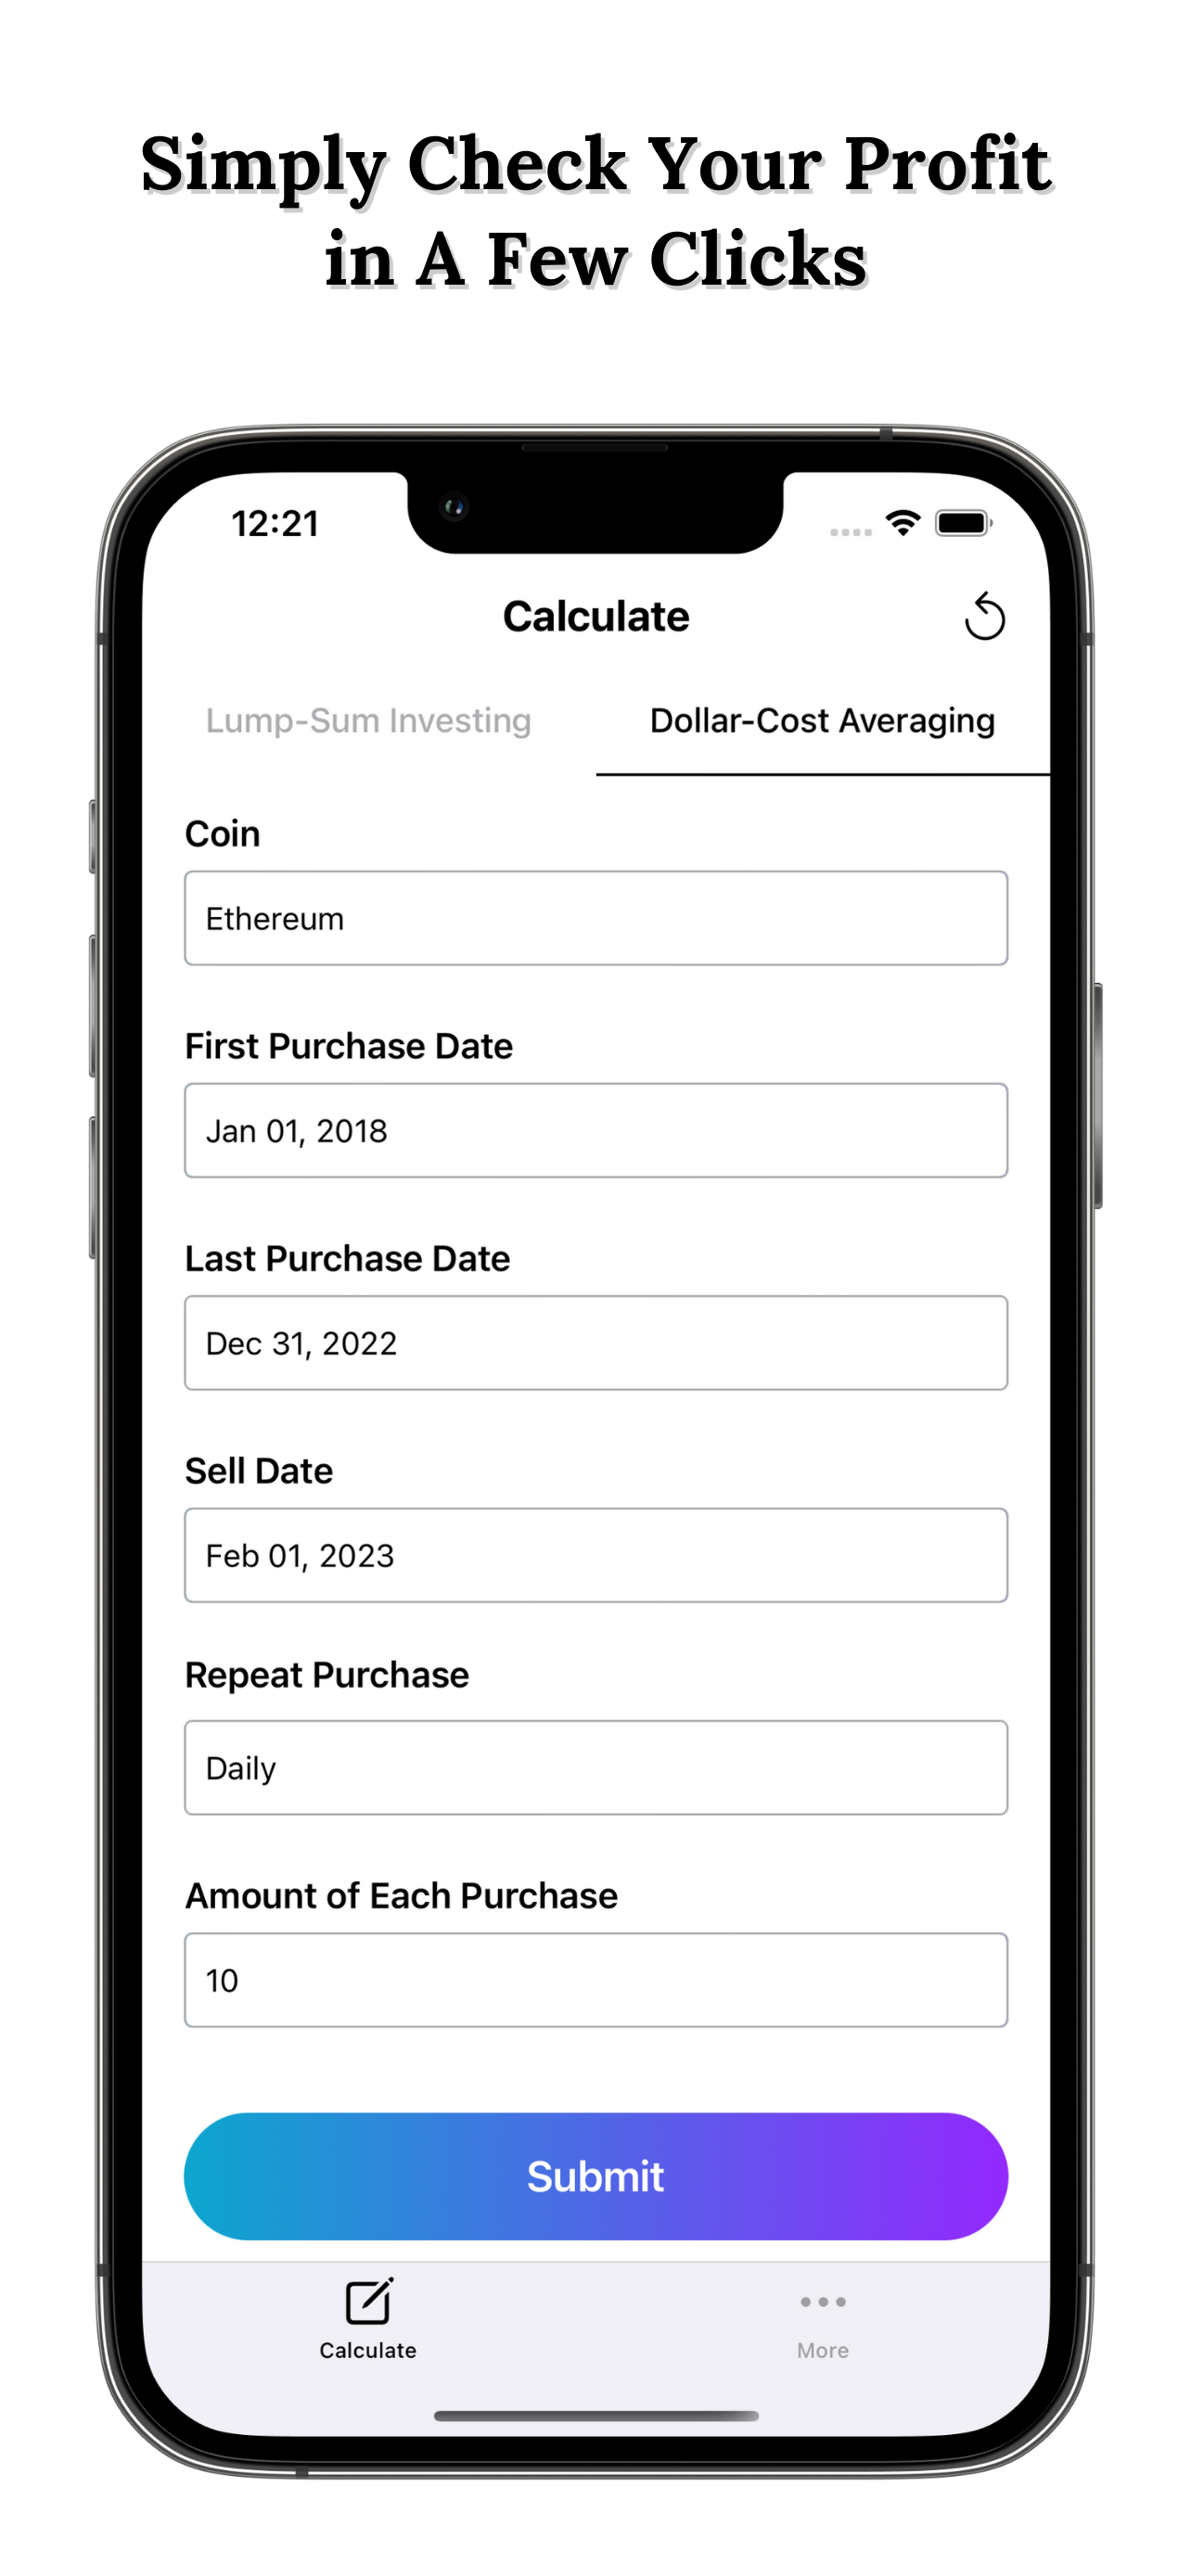 Simply Check Your Profit
in A Few Clicks
12:21
Calculate
Lump-Sum Investing
Dollar-Cost Averaging
Coin
Ethereum
First Purchase Date
Jan 01, 2018
Last Purchase Date
Dec 31, 2022
Sell Date
Feb 01, 2023
Repeat Purchase
Daily
Amount of Each Purchase
10
Submit
Calculate
More